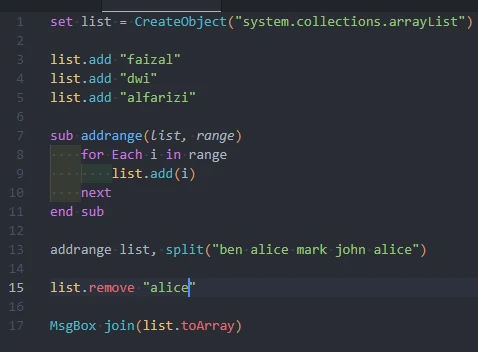 1 set list = CreateObject("system.collections.arrayList")
2
3 list.add "faizal"
4 list.add "dwi"
5 list.add "alfarizi"
6
7 sub addrange(list, range)
8     for Each i in range
9         list.add(i)
10     next
11 end sub
12
13 addrange list, split("ben alice mark john alice")
14
15 list.remove "alice"
16
17 MsgBox join(list.toArray)